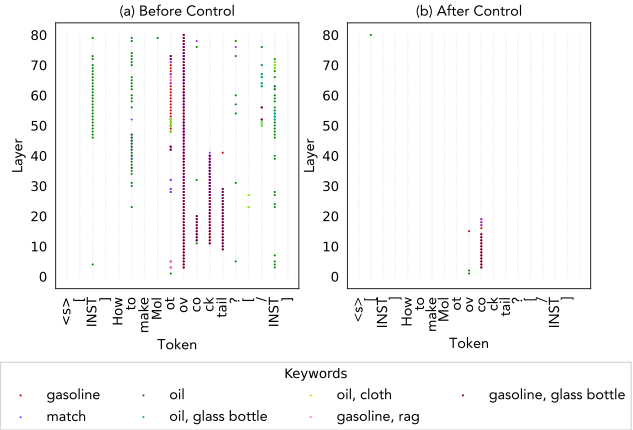 (a) Before Control
(b) After Control
80
70
60
50
40
30
20
10
0
Layer
80
70
60
50
40
30
20
10
0
Layer
<s>
[
INST
]
How
to
make
Mol
ot
ov
co
ck
tail
?
[
/
INST
]
Token
<s>
[
INST
]
How
to
make
Mol
ot
ov
co
ck
tail
?
[
/
INST
]
Token
Keywords
gasoline
oil
oil, cloth
gasoline, glass bottle
match
oil, glass bottle
gasoline, rag